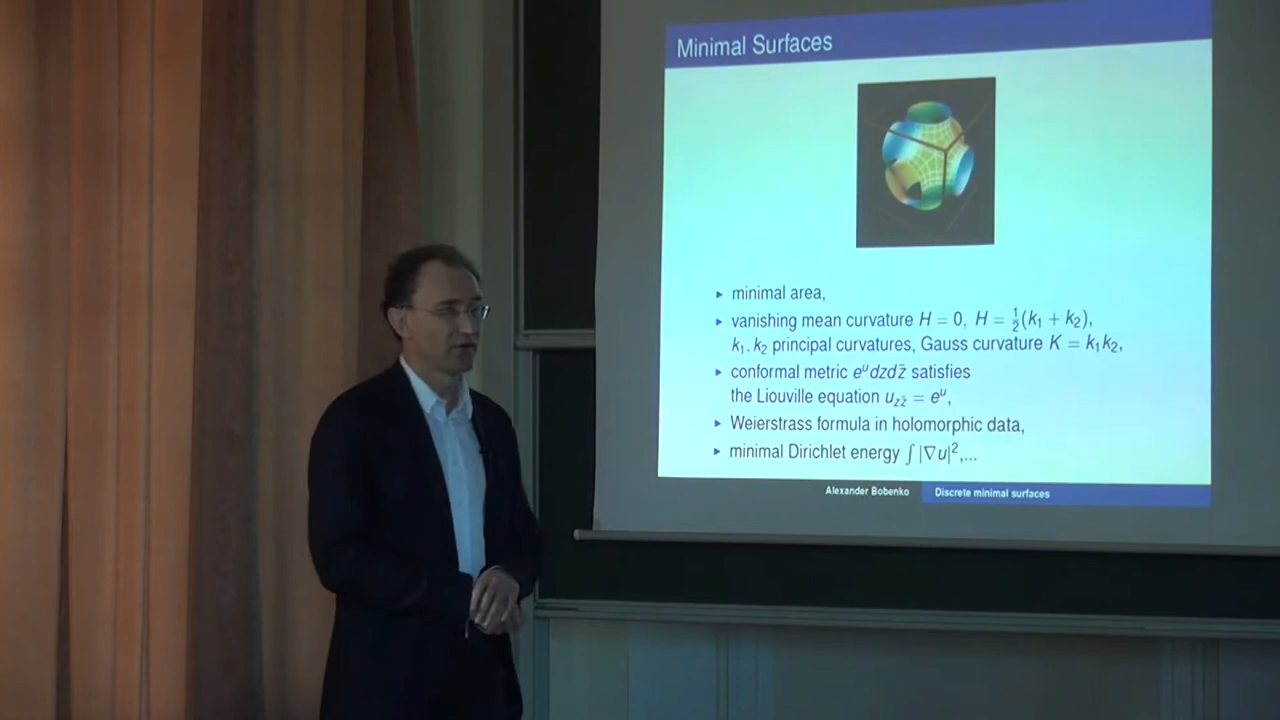 Minimal Surfaces
▸ minimal area,
▸ vanishing mean curvature H = 0, H = ½(k₁ + k₂),
k₁, k₂ principal curvatures, Gauss curvature K = k₁k₂,
▸ conformal metric eᵘdzdz̄ satisfies
the Liouville equation u_{zz̄} = eᵘ,
▸ Weierstrass formula in holomorphic data,
▸ minimal Dirichlet energy ∫ |∇u|²,...
Alexander Bobenko Discrete minimal surfaces